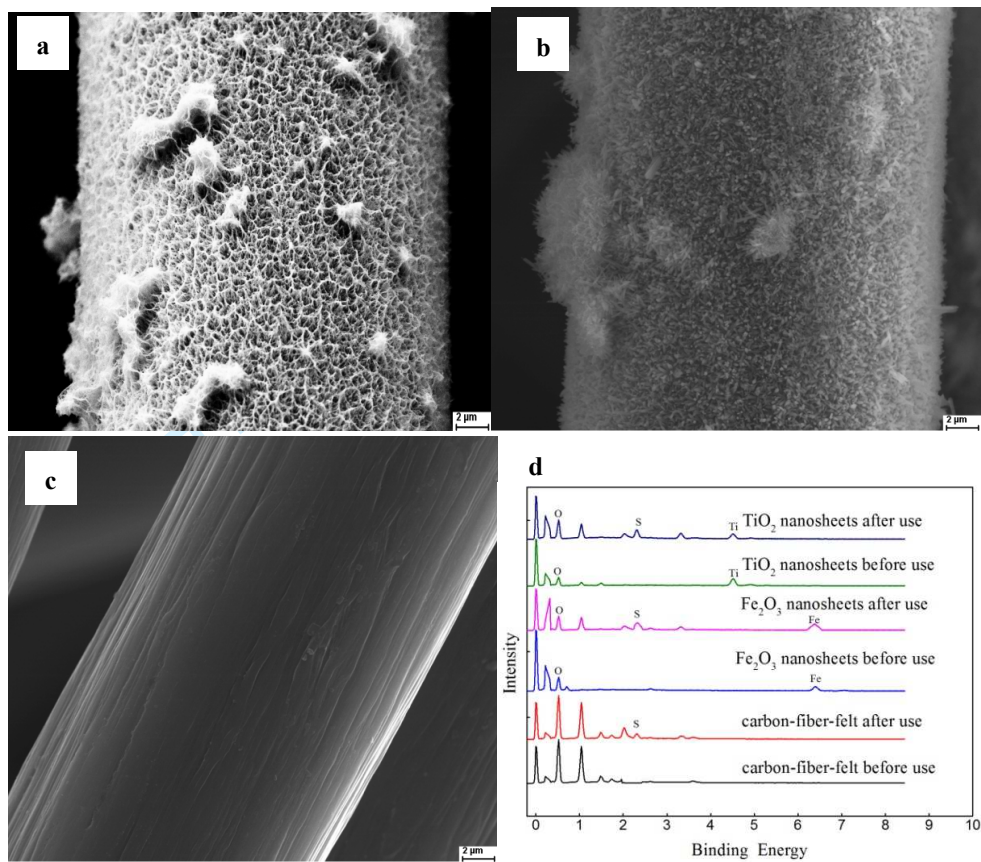 a
2 µm
b
2 µm
c
2 µm
d
O
S
Ti
TiO₂ nanosheets after use
Ti
O
TiO₂ nanosheets before use
O
S
Fe₂O₃ nanosheets after use
Fe
O
Fe₂O₃ nanosheets before use
Fe
S
carbon-fiber-felt after use
carbon-fiber-felt before use
Intensity
0 1 2 3 4 5 6 7 8 9 10
Binding Energy